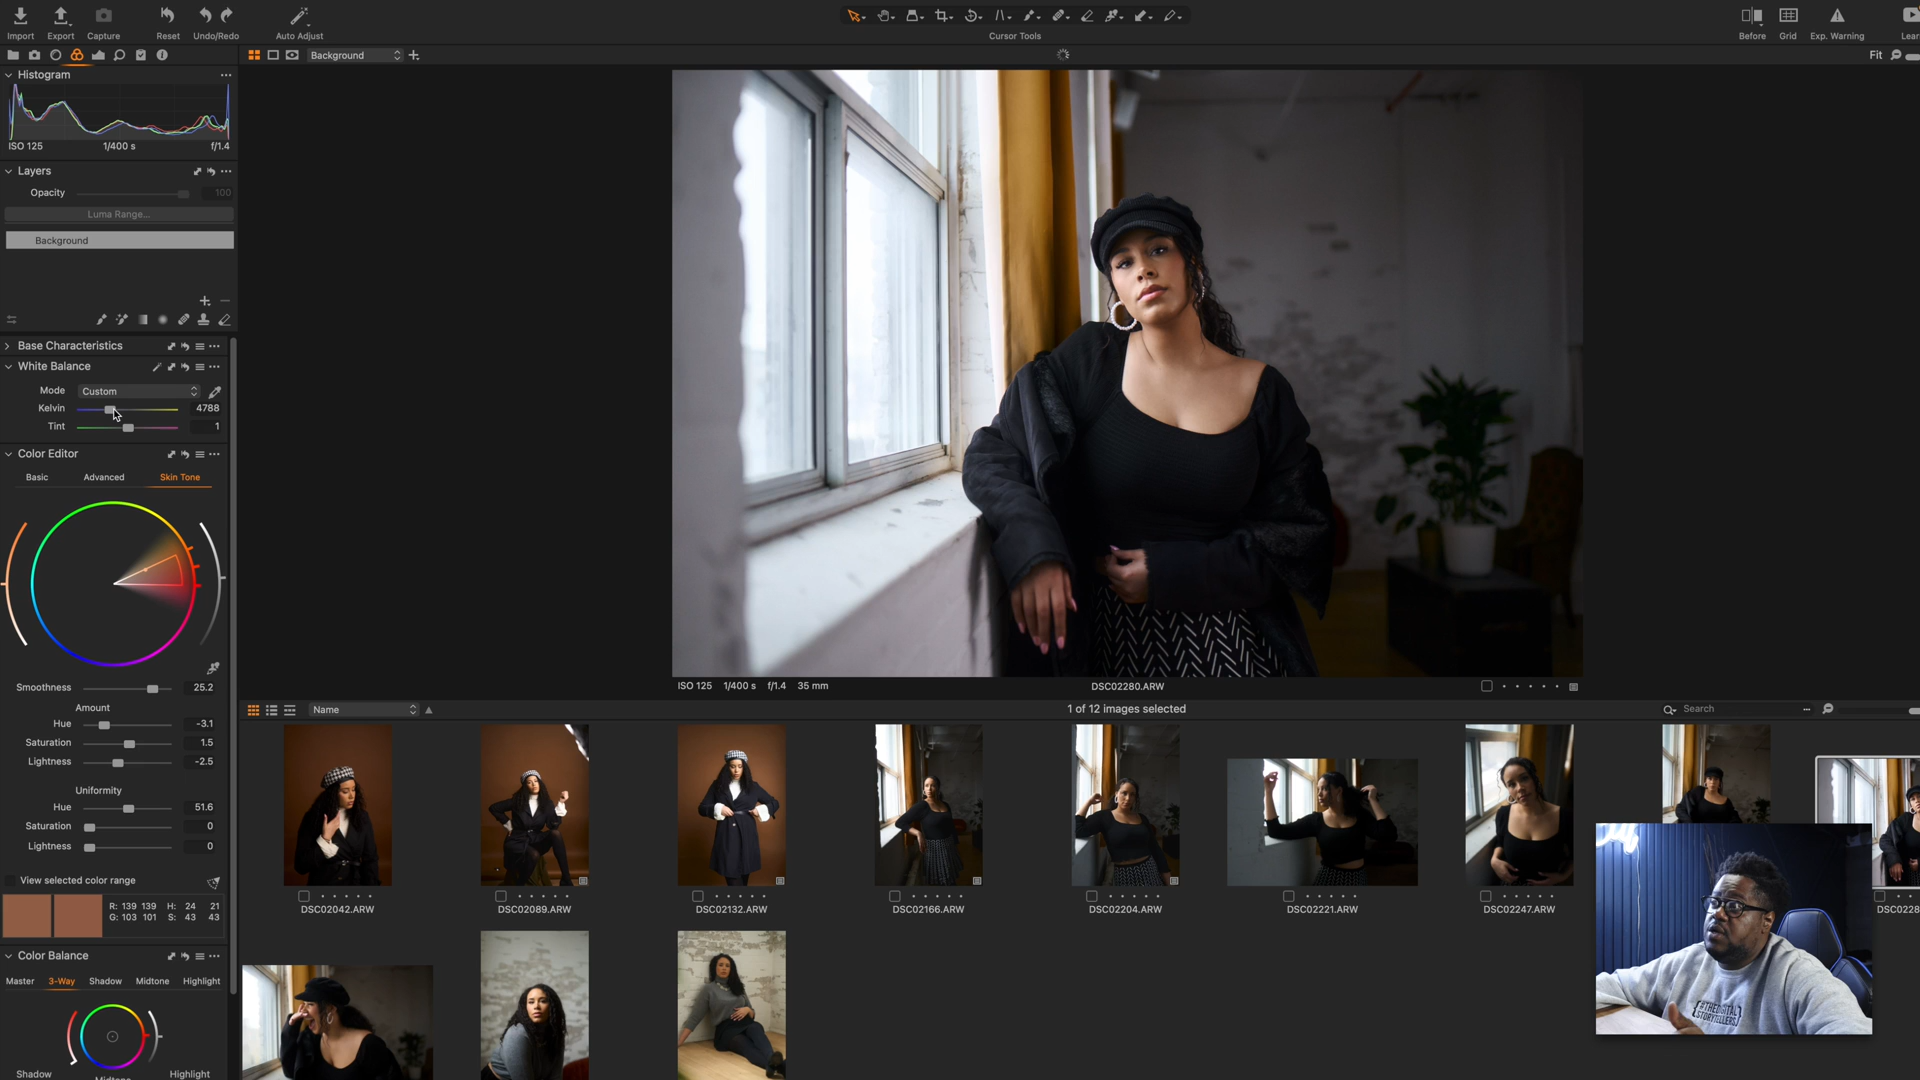 Import Export Capture Reset Undo/Redo Auto Adjust Cursor Tools Before Grid Exp. Warning
Background Fit
Histogram
ISO 125 1/400 s f/1.4
Layers
Opacity 100
Luma Range...
Background
Base Characteristics
White Balance
Mode Custom
Kelvin 4788
Tint 1
Color Editor
Basic Advanced Skin Tone
Smoothness 25.2
Amount
Hue -3.1
Saturation 1.5
Lightness -2.5
Uniformity
Hue 51.6
Saturation 0
Lightness 0
View selected color range
R: 139 139 H: 24 21
G: 103 101 S: 43 43
Color Balance
Master 3-Way Shadow Midtone Highlight
Shadow Midtone Highlight
ISO 125 1/400 s f/1.4 35 mm DSC02280.ARW
Name 1 of 12 images selected Search
DSC02042.ARW DSC02089.ARW DSC02132.ARW DSC02166.ARW DSC02204.ARW DSC02221.ARW DSC02247.ARW
{#THEDIGITAL
STORYTELLERS}